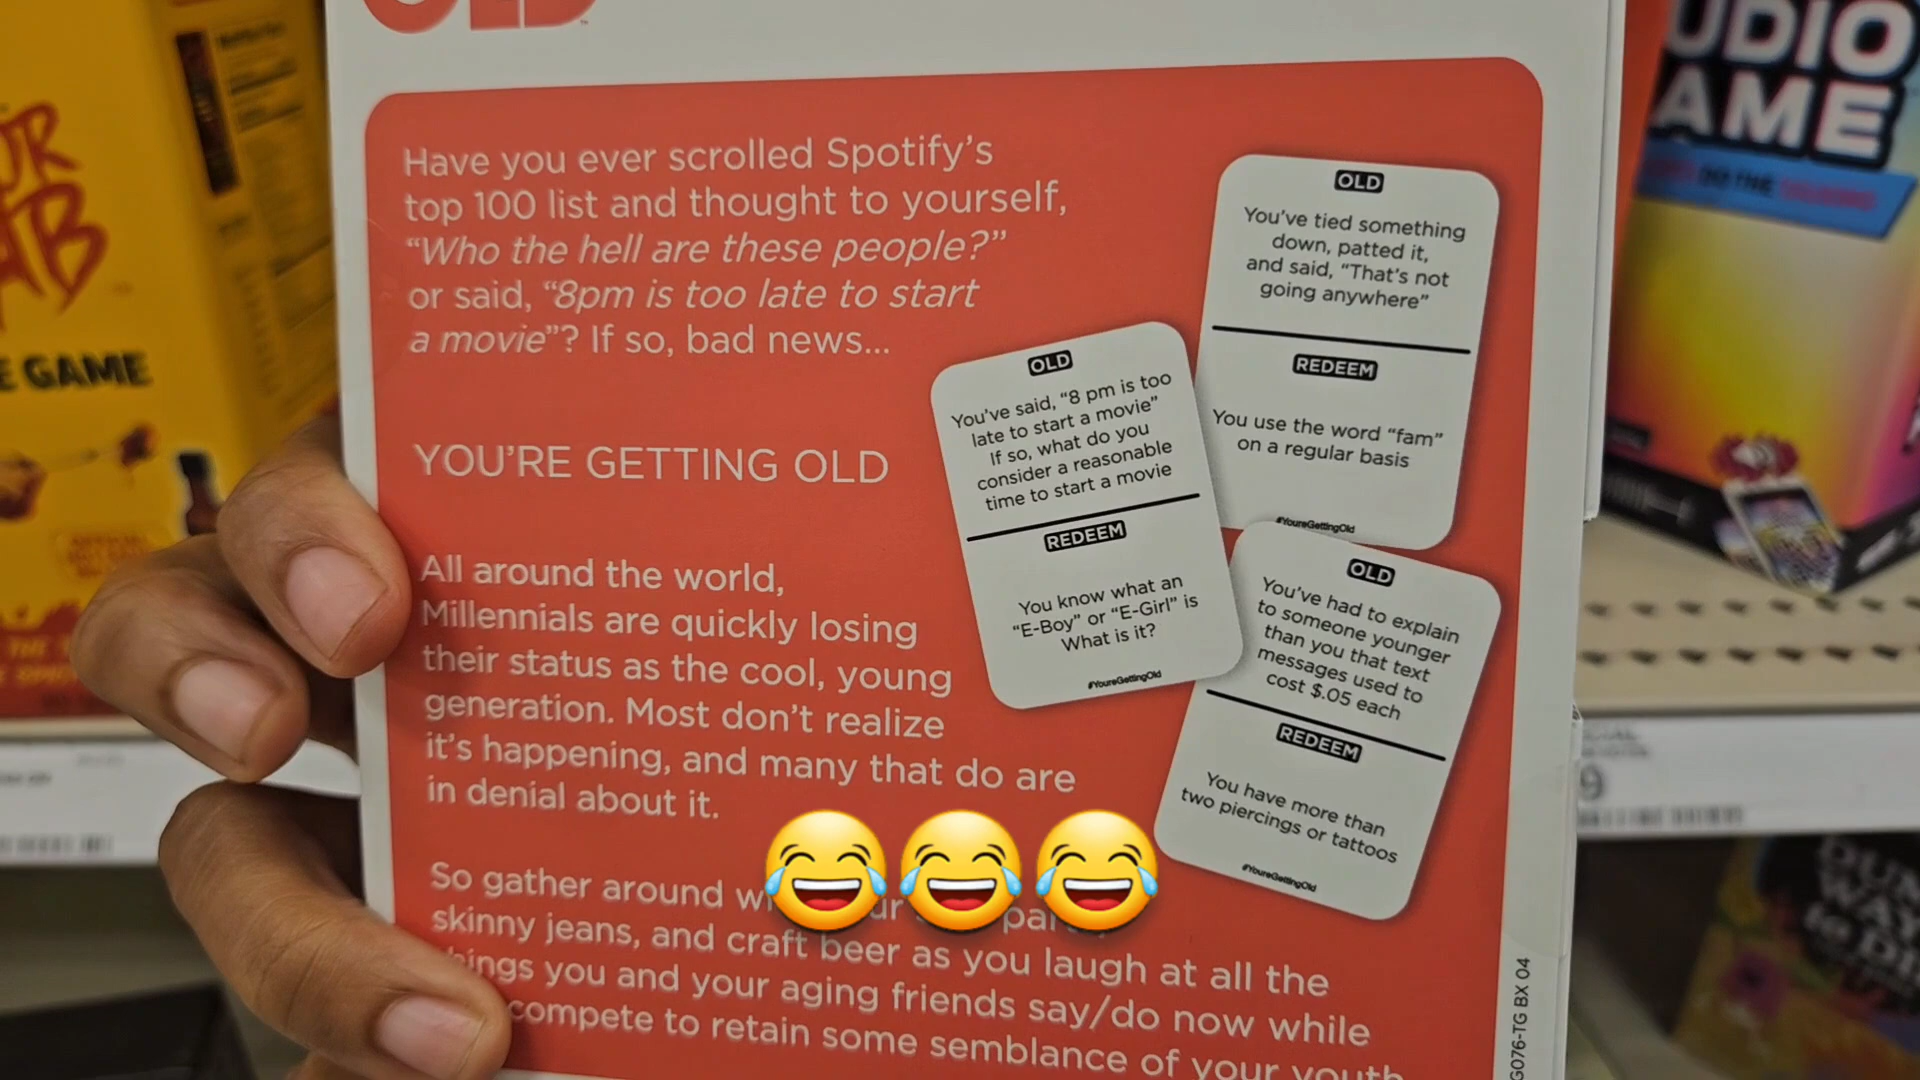 OLD
Have you ever scrolled Spotify's
top 100 list and thought to yourself,
“Who the hell are these people?”
or said, “8pm is too late to start
a movie”? If so, bad news...
YOU'RE GETTING OLD
All around the world,
Millennials are quickly losing
their status as the cool, young
generation. Most don't realize
it's happening, and many that do are
in denial about it.
So gather around
skinny jeans, and craft beer as you laugh at all the
you and your aging friends say/do now while
compete to retain some semblance of your youth
OLD
You've tied something
down, patted it,
and said, “That's not
going anywhere”
REDEEM
You use the word “fam”
on a regular basis
#YoureGettingOld
OLD
You've said, “8 pm is too
late to start a movie”
If so, what do you
consider a reasonable
time to start a movie
REDEEM
You know what an
“E-Boy” or “E-Girl” is
What is it?
#YoureGettingOld
OLD
You've had to explain
to someone younger
than you that text
messages used to
cost $.05 each
REDEEM
You have more than
two piercings or tattoos
#YoureGettingOld
G076-TG BX 04
GAME
UDIO
AME